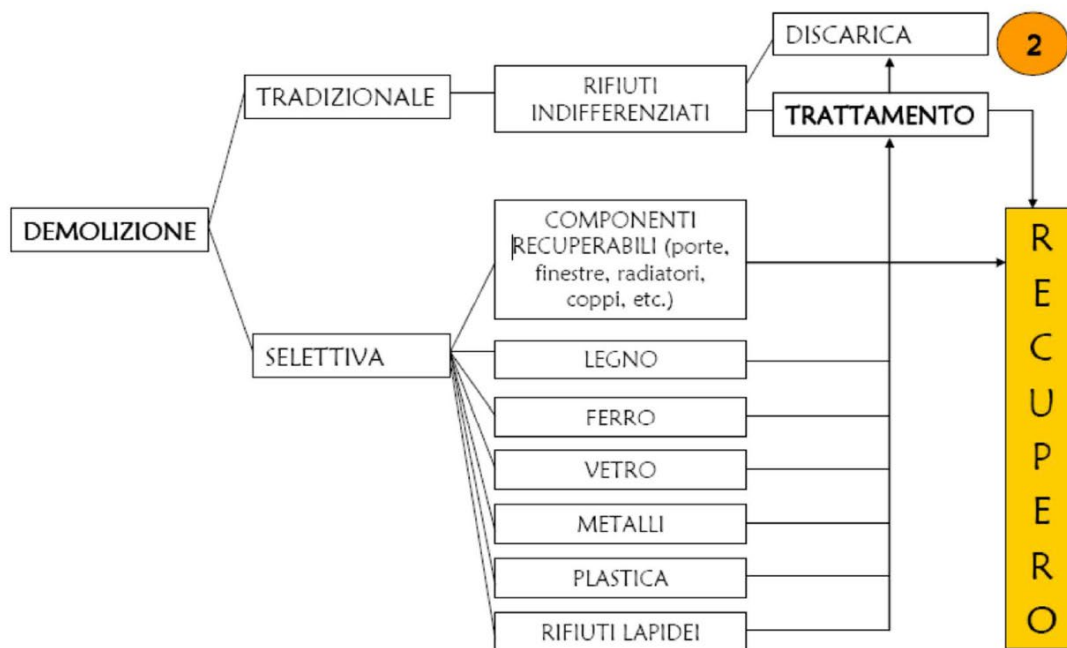 DISCARICA
2
TRADIZIONALE
RIFIUTI
INDIFFERENZIATI
TRATTAMENTO
DEMOLIZIONE
COMPONENTI
RECUPERABILI (porte,
finestre, radiatori,
coppi, etc.)
SELETTIVA
LEGNO
FERRO
VETRO
METALLI
PLASTICA
RIFIUTI LAPIDEI
R
E
C
U
P
E
R
O